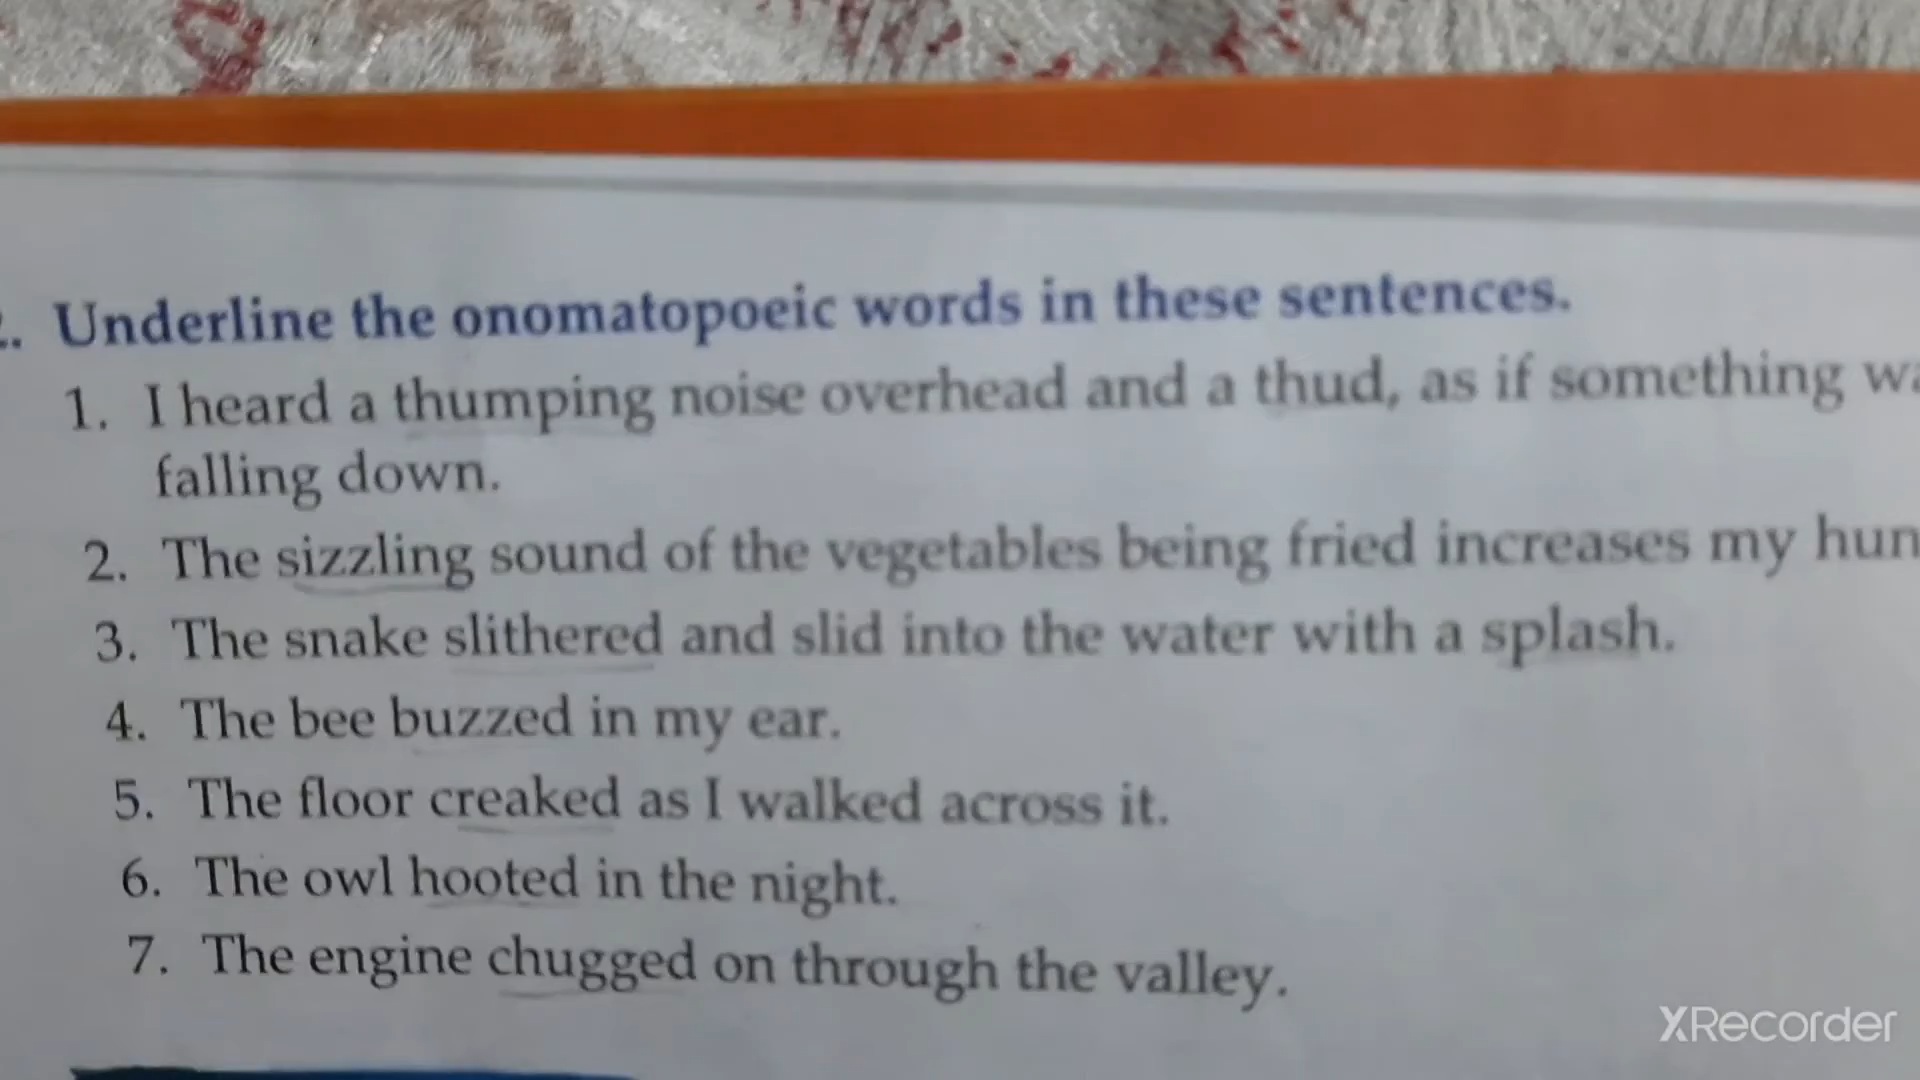 . Underline the onomatopoeic words in these sentences.
1. I heard a thumping noise overhead and a thud, as if something
falling down.
2. The sizzling sound of the vegetables being fried increases my
3. The snake slithered and slid into the water with a splash.
4. The bee buzzed in my ear.
5. The floor creaked as I walked across it.
6. The owl hooted in the night.
7. The engine chugged on through the valley.
XRecorder